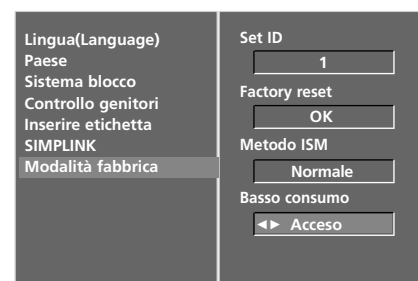 Lingua(Language)
Paese
Sistema blocco
Controllo genitori
Inserire etichetta
SIMPLINK
Modalità fabbrica
Set ID
1
Factory reset
OK
Metodo ISM
Normale
Basso consumo
◄► Acceso